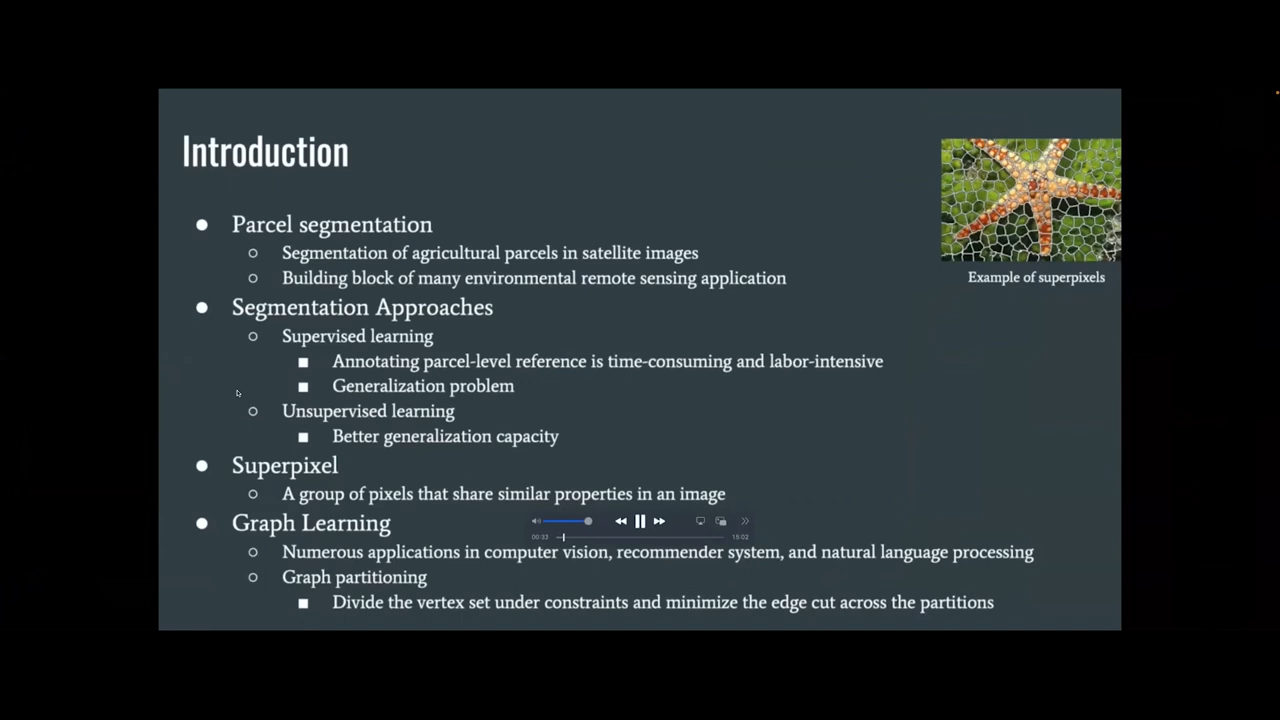 Introduction
Example of superpixels
Parcel segmentation
Segmentation of agricultural parcels in satellite images
Building block of many environmental remote sensing application
Segmentation Approaches
Supervised learning
Annotating parcel-level reference is time-consuming and labor-intensive
Generalization problem
Unsupervised learning
Better generalization capacity
Superpixel
A group of pixels that share similar properties in an image
Graph Learning
00:32
15:02
Numerous applications in computer vision, recommender system, and natural language processing
Graph partitioning
Divide the vertex set under constraints and minimize the edge cut across the partitions